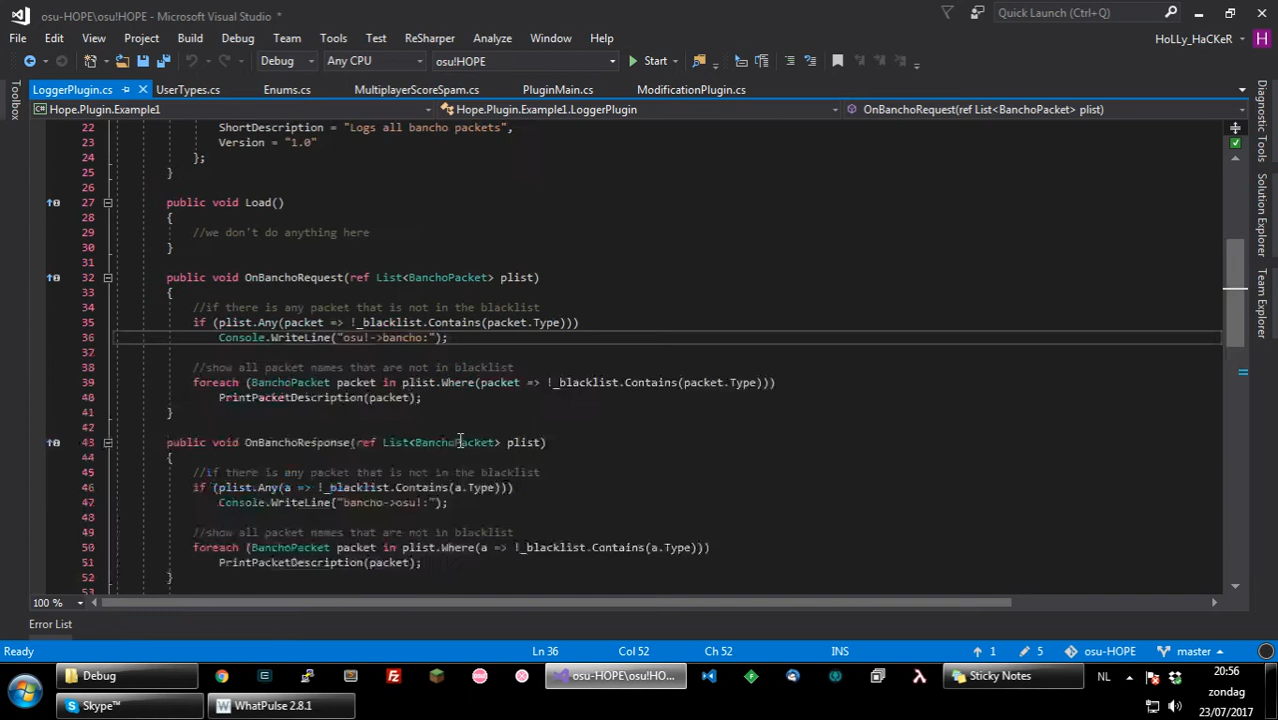 osu-HOPE\osu!HOPE - Microsoft Visual Studio *
Quick Launch (Ctrl+Q)
File Edit View Project Build Debug Team Tools Test ReSharper Analyze Window Help
HoLLy_HaCKeR H
Debug Any CPU osu!HOPE Start
LoggerPlugin.cs UserTypes.cs Enums.cs MultiplayerScoreSpam.cs PluginMain.cs ModificationPlugin.cs
Hope.Plugin.Example1 Hope.Plugin.Example1.LoggerPlugin OnBanchoRequest(ref List<BanchoPacket> plist)
Toolbox
Diagnostic Tools
Solution Explorer
Team Explorer
22 ShortDescription = "Logs all bancho packets",
23 Version = "1.0"
24 };
25 }
26
27 public void Load()
28 {
29 //we don't do anything here
30 }
31
32 public void OnBanchoRequest(ref List<BanchoPacket> plist)
33 {
34 //if there is any packet that is not in the blacklist
35 if (plist.Any(packet => !_blacklist.Contains(packet.Type)))
36 Console.WriteLine("osu!->bancho:");
37
38 //show all packet names that are not in blacklist
39 foreach (BanchoPacket packet in plist.Where(packet => !_blacklist.Contains(packet.Type)))
40 PrintPacketDescription(packet);
41 }
42
43 public void OnBanchoResponse(ref List<BanchoPacket> plist)
44 {
45 //if there is any packet that is not in the blacklist
46 if (plist.Any(a => !_blacklist.Contains(a.Type)))
47 Console.WriteLine("bancho->osu!:");
48
49 //show all packet names that are not in blacklist
50 foreach (BanchoPacket packet in plist.Where(a => !_blacklist.Contains(a.Type)))
51 PrintPacketDescription(packet);
52 }
53
100 %
Error List
Ready Ln 36 Col 52 Ch 52 INS 1 5 osu-HOPE master
Debug osu-HOPE\osu!HO... Sticky Notes NL 20:56
zondag
Skype™ WhatPulse 2.8.1 23/07/2017